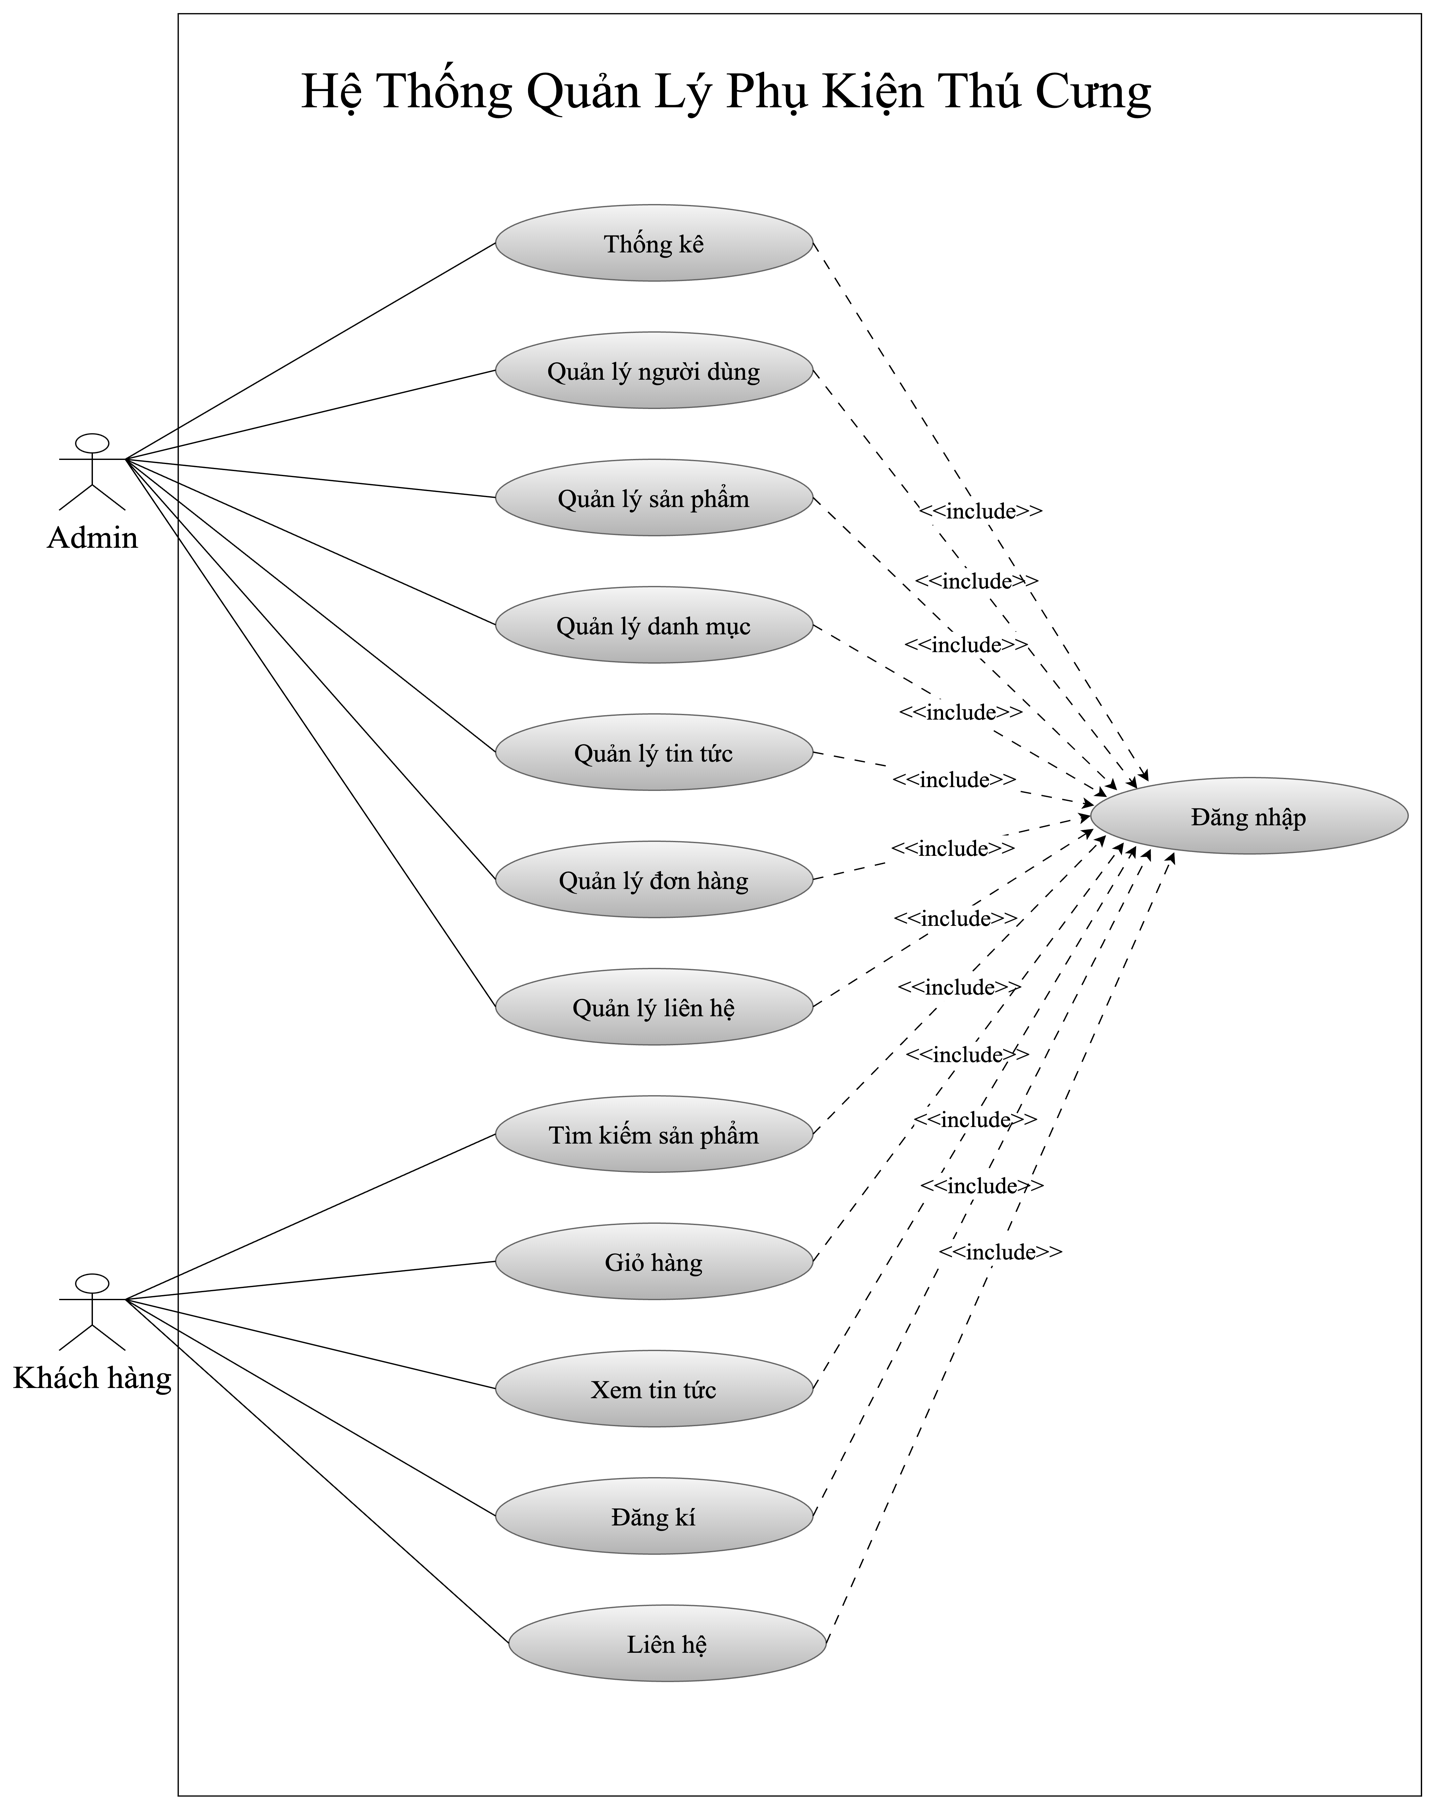 Hệ Thống Quản Lý Phụ Kiện Thú Cưng
Thống kê
Quản lý người dùng
Admin
Quản lý sản phẩm
<<include>>
<<include>>
Quản lý danh mục
<<include>>
<<include>>
Quản lý tin tức
<<include>>
Đăng nhập
<<include>>
Quản lý đơn hàng
<<include>>
Quản lý liên hệ
<<include>>
<<include>>
Tìm kiếm sản phẩm
<<include>>
<<include>>
Giỏ hàng
<<include>>
Khách hàng
Xem tin tức
Đăng kí
Liên hệ